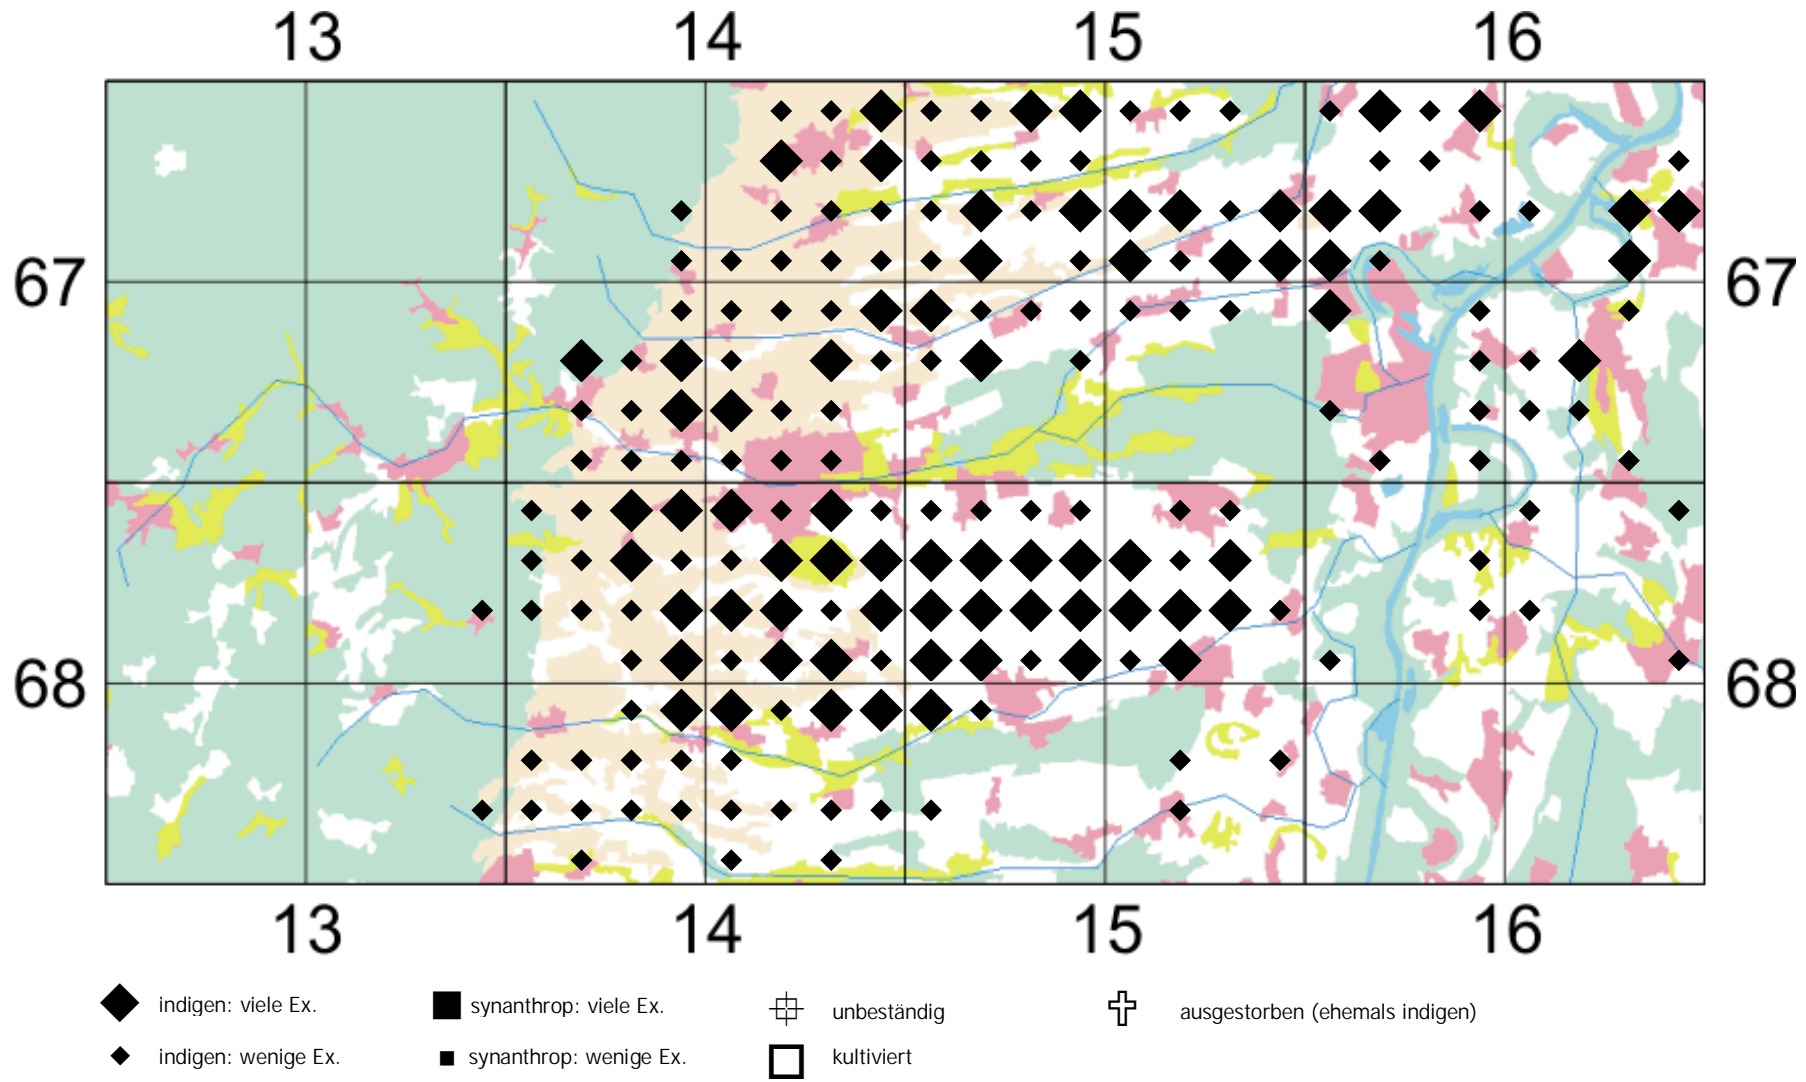 13 14 15 16
67 67
68 68
13 14 15 16
indigen: viele Ex. synanthrop: viele Ex. unbeständig ausgestorben (ehemals indigen)
indigen: wenige Ex. synanthrop: wenige Ex. kultiviert